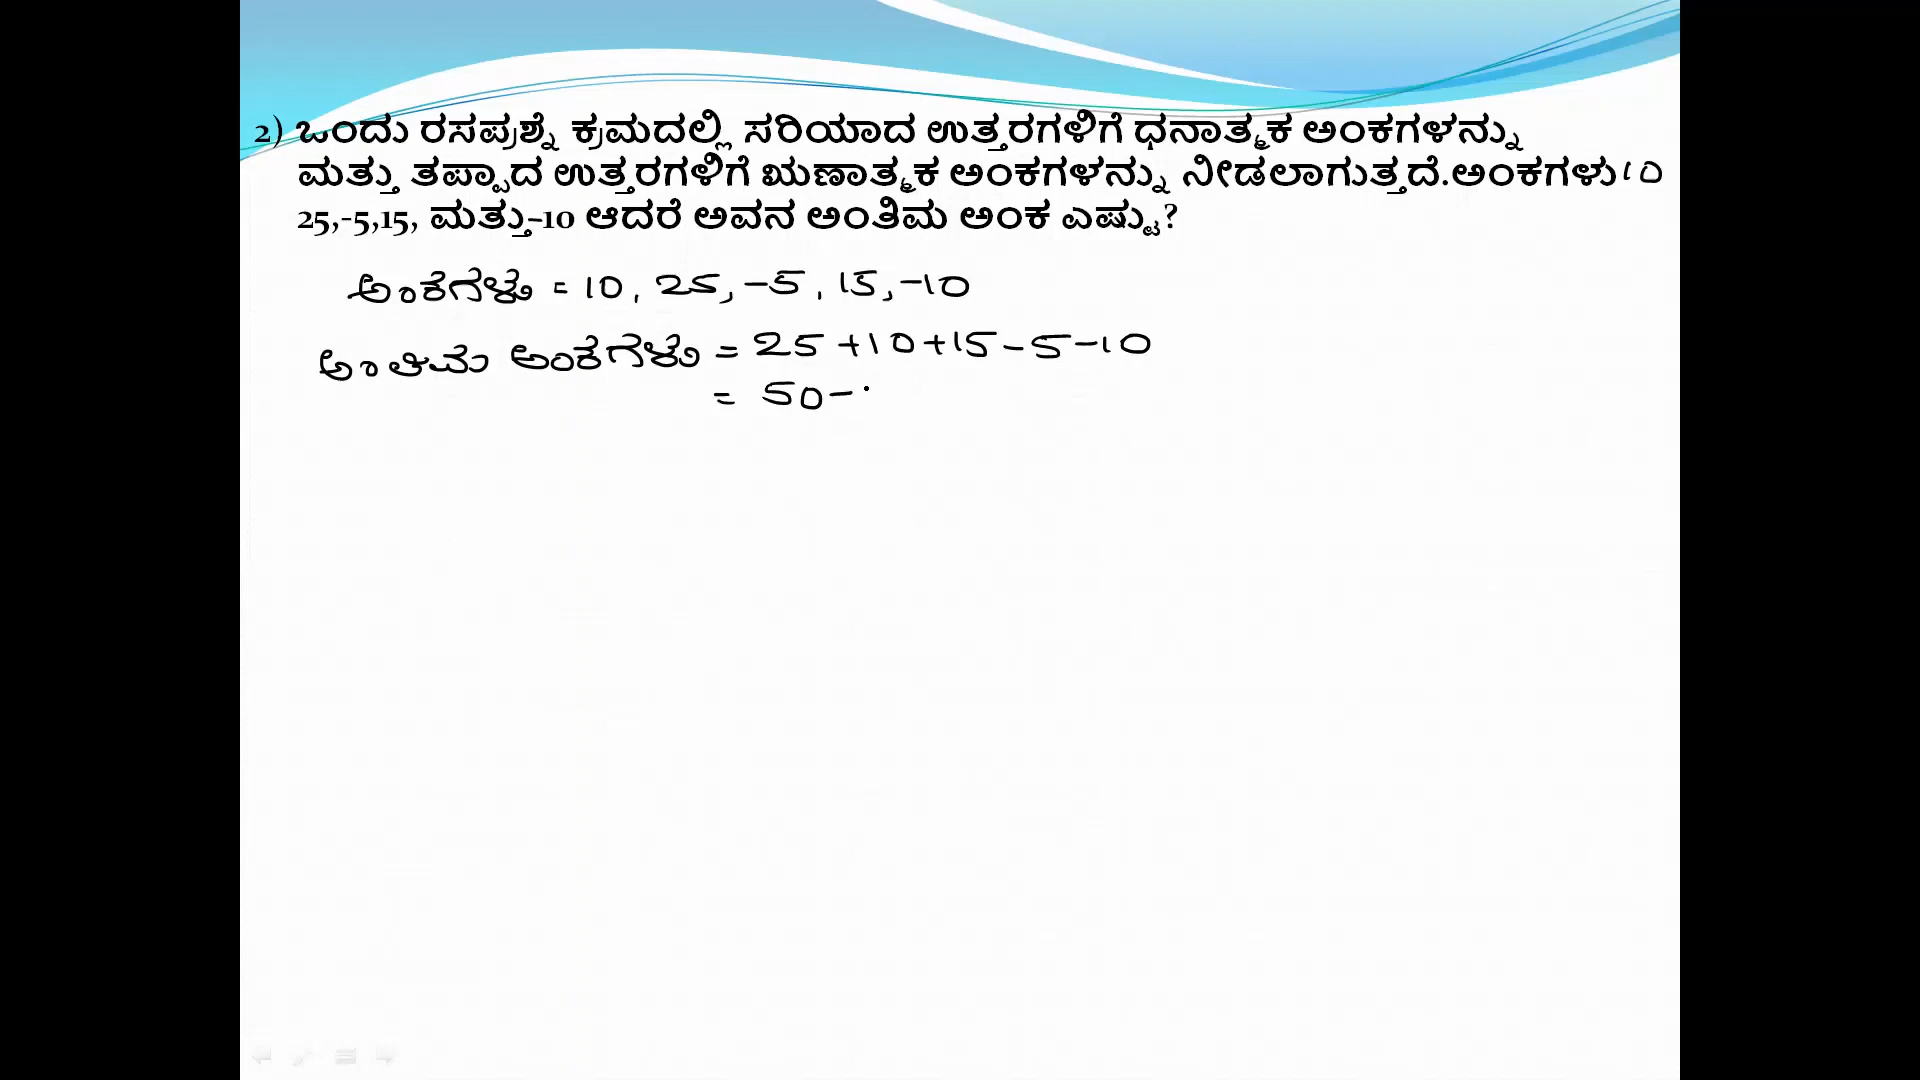 2) ಒಂದು ರಸಪ್ರಶ್ನೆ ಕ್ರಮದಲ್ಲಿ ಸರಿಯಾದ ಉತ್ತರಗಳಿಗೆ ಧನಾತ್ಮಕ ಅಂಕಗಳನ್ನು
ಮತ್ತು ತಪ್ಪಾದ ಉತ್ತರಗಳಿಗೆ ಋಣಾತ್ಮಕ ಅಂಕಗಳನ್ನು ನೀಡಲಾಗುತ್ತದೆ.ಅಂಕಗಳು 10
25,-5,15, ಮತ್ತು-10 ಆದರೆ ಅವನ ಅಂತಿಮ ಅಂಕ ಎಷ್ಟು?
ಅಂಕಗಳು = 10, 25, -5, 15, -10
ಅಂತಿಮ ಅಂಕಗಳು = 25 +10+15-5-10
= 50-